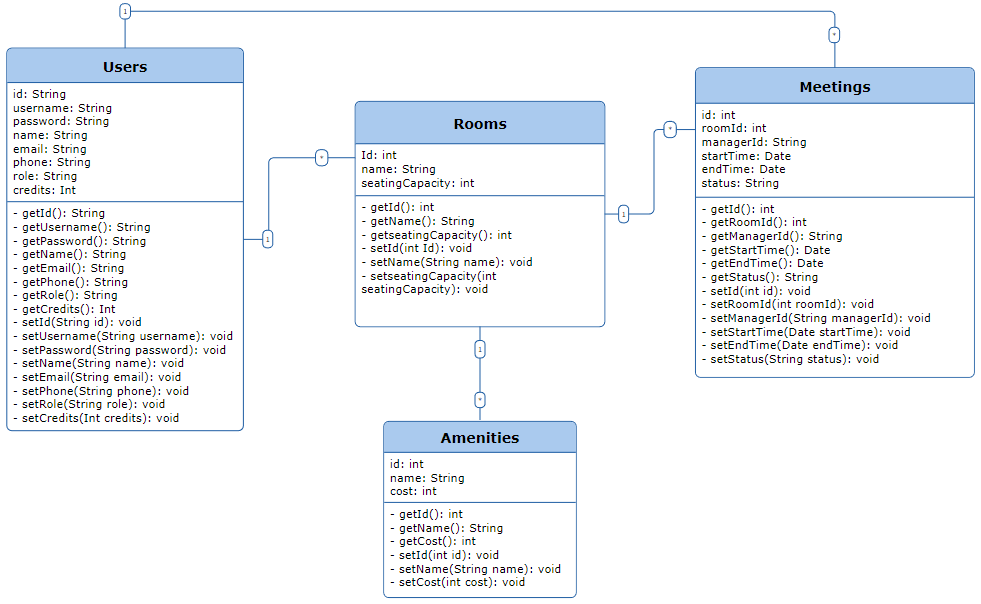 1
*
Users
id: String
username: String
password: String
name: String
email: String
phone: String
role: String
credits: Int
- getId(): String
- getUsername(): String
- getPassword(): String
- getName(): String
- getEmail(): String
- getPhone(): String
- getRole(): String
- getCredits(): Int
- setId(String id): void
- setUsername(String username): void
- setPassword(String password): void
- setName(String name): void
- setEmail(String email): void
- setPhone(String phone): void
- setRole(String role): void
- setCredits(Int credits): void
1
*
Rooms
Id: int
name: String
seatingCapacity: int
- getId(): int
- getName(): String
- getseatingCapacity(): int
- setId(int Id): void
- setName(String name): void
- setseatingCapacity(int
seatingCapacity): void
1
*
Meetings
id: int
roomId: int
managerId: String
startTime: Date
endTime: Date
status: String
- getId(): int
- getRoomId(): int
- getManagerId(): String
- getStartTime(): Date
- getEndTime(): Date
- getStatus(): String
- setId(int id): void
- setRoomId(int roomId): void
- setManagerId(String managerId): void
- setStartTime(Date startTime): void
- setEndTime(Date endTime): void
- setStatus(String status): void
1
*
Amenities
id: int
name: String
cost: int
- getId(): int
- getName(): String
- getCost(): int
- setId(int id): void
- setName(String name): void
- setCost(int cost): void